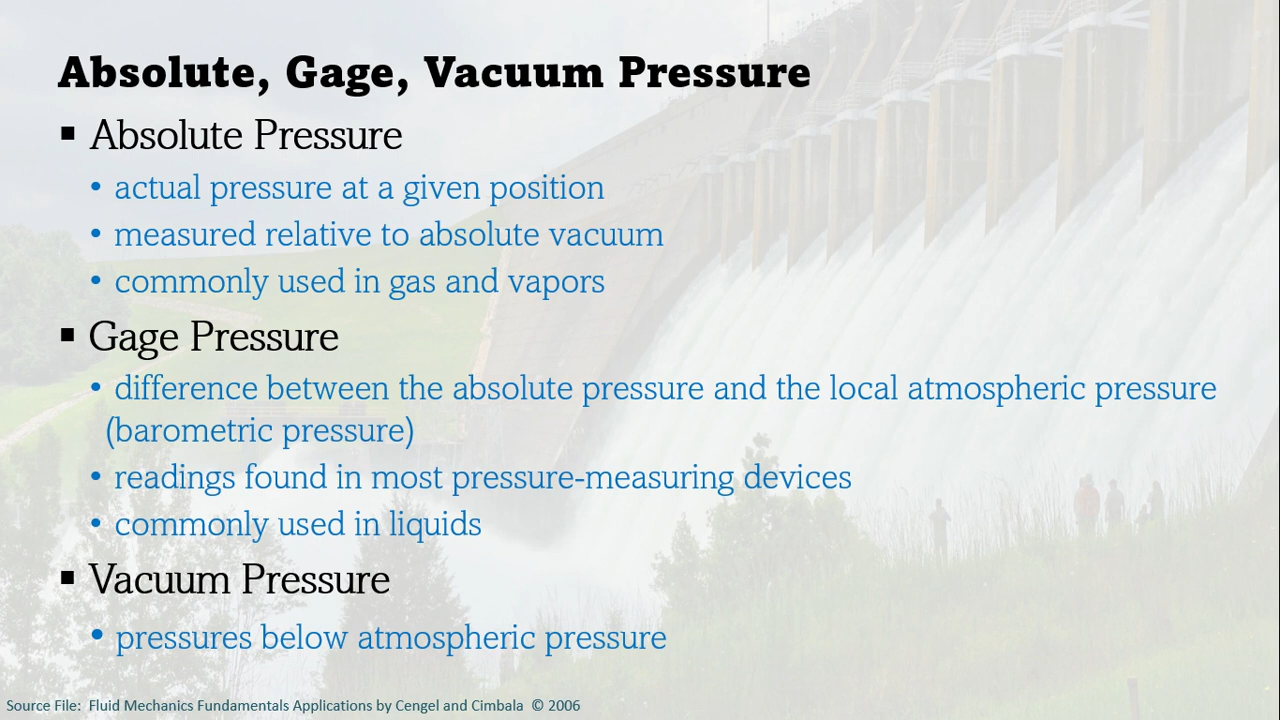 Absolute, Gage, Vacuum Pressure
▪ Absolute Pressure
• actual pressure at a given position
• measured relative to absolute vacuum
• commonly used in gas and vapors
▪ Gage Pressure
• difference between the absolute pressure and the local atmospheric pressure
(barometric pressure)
• readings found in most pressure-measuring devices
• commonly used in liquids
▪ Vacuum Pressure
• pressures below atmospheric pressure
Source File: Fluid Mechanics Fundamentals Applications by Cengel and Cimbala © 2006